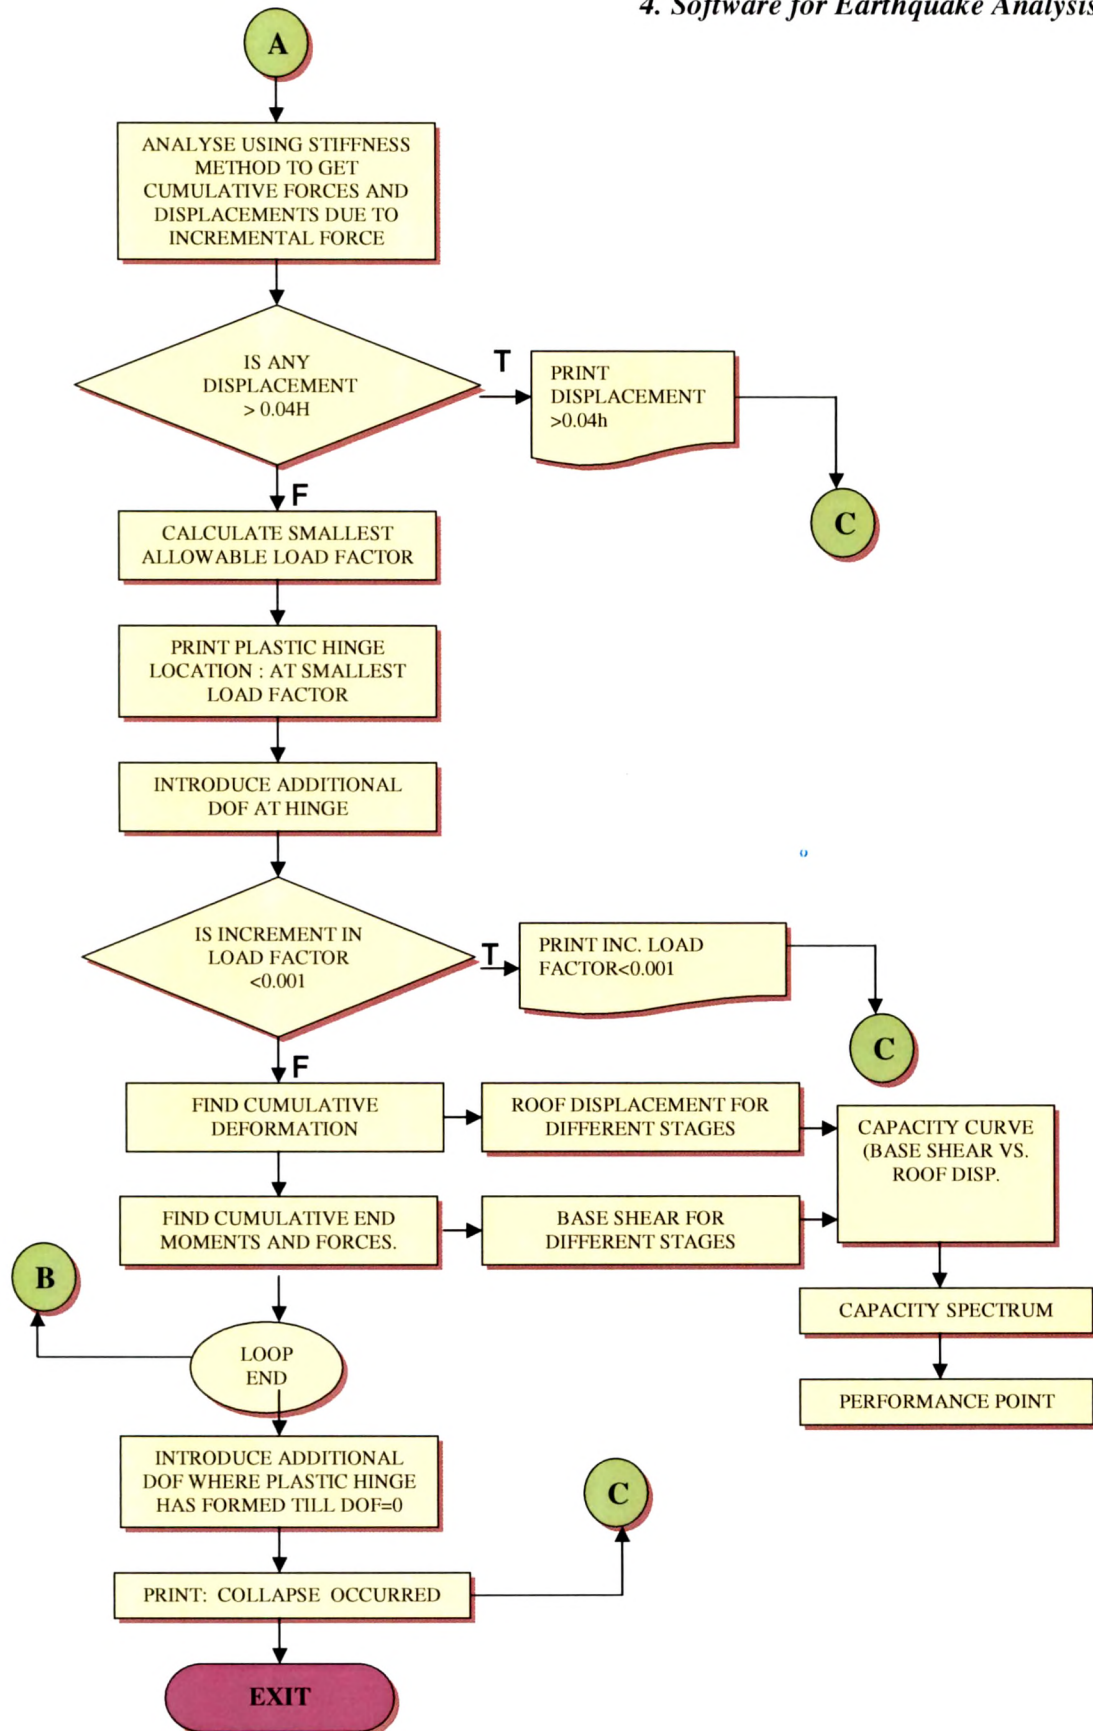 4. Software for Earthquake Analysis
A
ANALYSE USING STIFFNESS
METHOD TO GET
CUMULATIVE FORCES AND
DISPLACEMENTS DUE TO
INCREMENTAL FORCE
IS ANY
DISPLACEMENT
> 0.04H
T
PRINT
DISPLACEMENT
>0.04h
C
F
CALCULATE SMALLEST
ALLOWABLE LOAD FACTOR
PRINT PLASTIC HINGE
LOCATION : AT SMALLEST
LOAD FACTOR
INTRODUCE ADDITIONAL
DOF AT HINGE
IS INCREMENT IN
LOAD FACTOR
<0.001
T
PRINT INC. LOAD
FACTOR<0.001
C
F
FIND CUMULATIVE
DEFORMATION
ROOF DISPLACEMENT FOR
DIFFERENT STAGES
CAPACITY CURVE
(BASE SHEAR VS.
ROOF DISP.
FIND CUMULATIVE END
MOMENTS AND FORCES.
BASE SHEAR FOR
DIFFERENT STAGES
B
CAPACITY SPECTRUM
LOOP
END
PERFORMANCE POINT
INTRODUCE ADDITIONAL
DOF WHERE PLASTIC HINGE
HAS FORMED TILL DOF=0
C
PRINT: COLLAPSE OCCURRED
EXIT